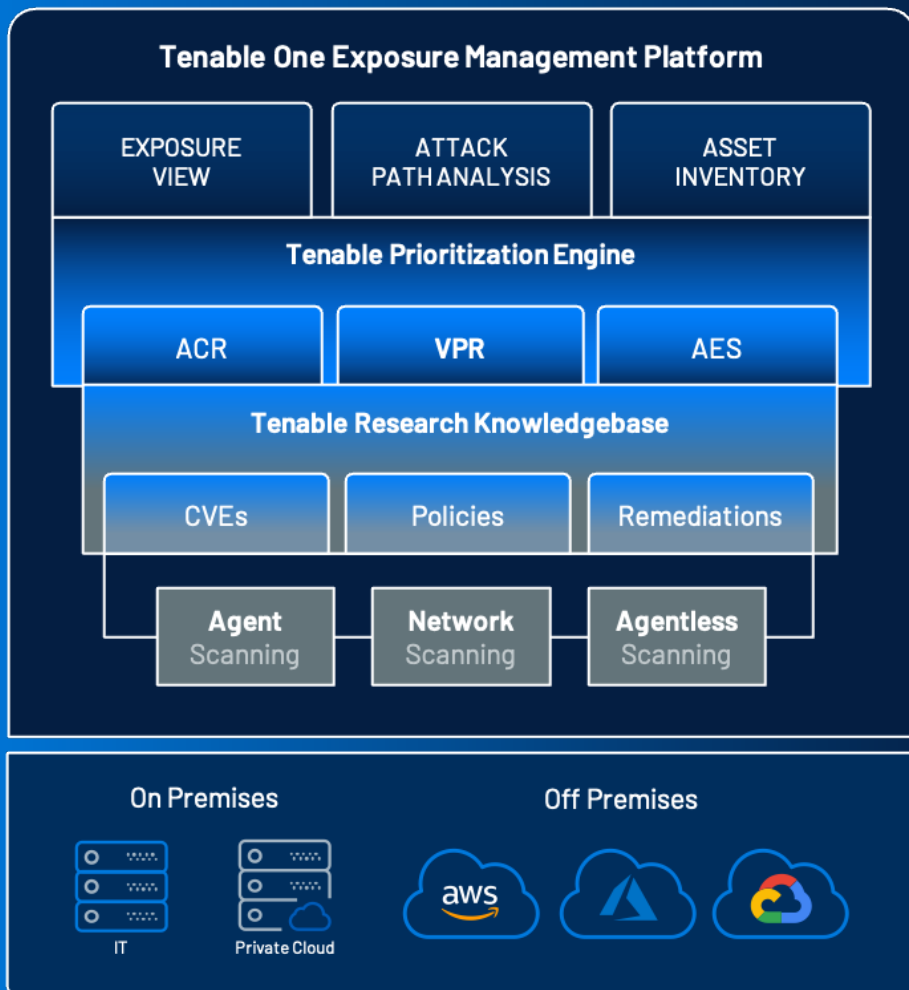 Tenable One Exposure Management Platform
EXPOSURE
VIEW
ATTACK
PATH ANALYSIS
ASSET
INVENTORY
Tenable Prioritization Engine
ACR
VPR
AES
Tenable Research Knowledgebase
CVEs
Policies
Remediations
Agent
Scanning
Network
Scanning
Agentless
Scanning
On Premises
Off Premises
aws
IT
Private Cloud